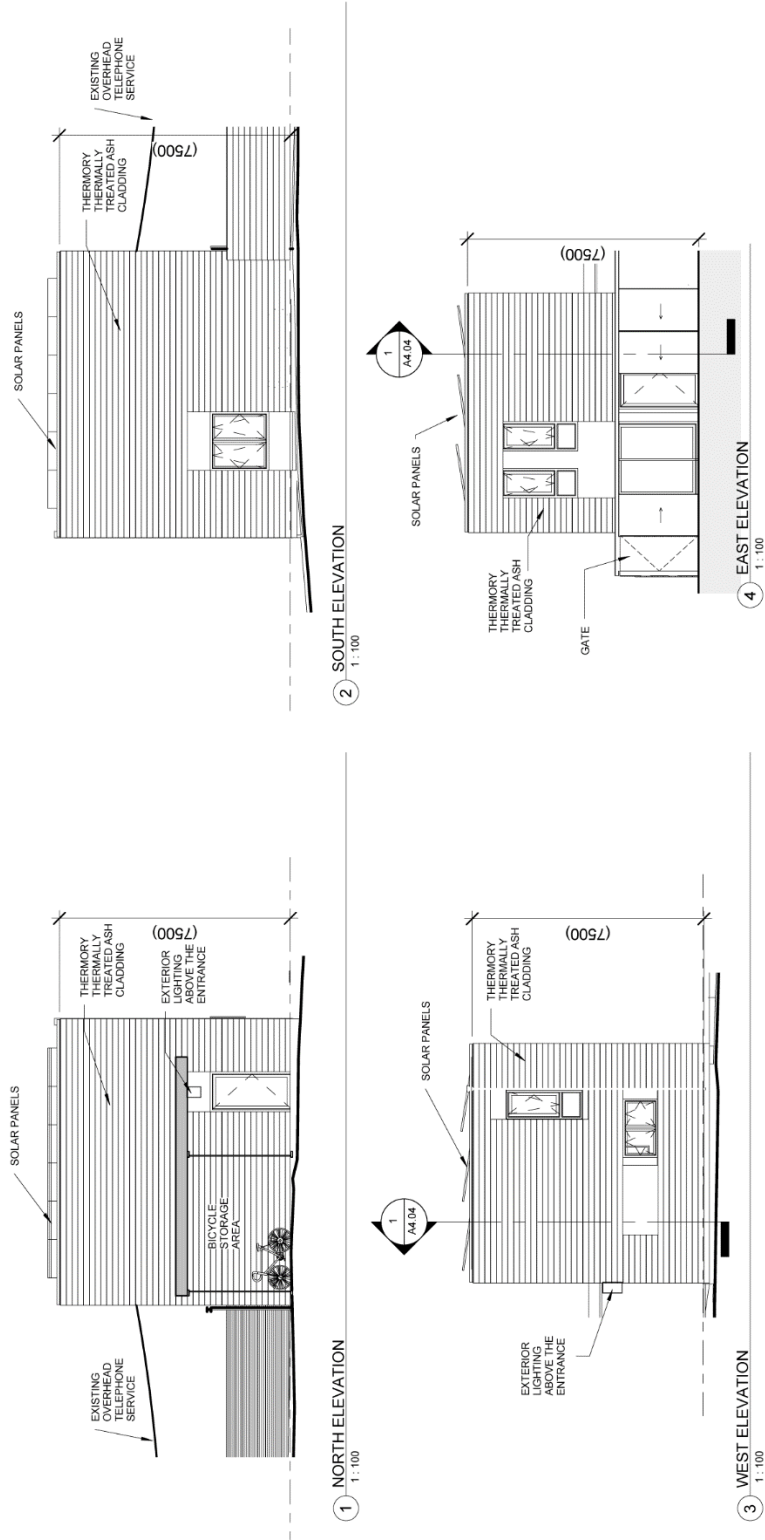 SOLAR PANELS
THERMORY
THERMALLY
TREATED ASH
CLADDING
EXISTING
OVERHEAD
TELEPHONE
SERVICE
(7500)
EXTERIOR
LIGHTING
ABOVE THE
ENTRANCE
BICYCLE
STORAGE
AREA
1
NORTH ELEVATION
1 : 100
SOLAR PANELS
THERMORY
THERMALLY
TREATED ASH
CLADDING
EXISTING
OVERHEAD
TELEPHONE
SERVICE
(7500)
2
SOUTH ELEVATION
1 : 100
1
A4.04
SOLAR PANELS
THERMORY
THERMALLY
TREATED ASH
CLADDING
(7500)
EXTERIOR
LIGHTING
ABOVE THE
ENTRANCE
3
WEST ELEVATION
1 : 100
SOLAR PANELS
1
A4.04
THERMORY
THERMALLY
TREATED ASH
CLADDING
(7500)
GATE
4
EAST ELEVATION
1 : 100